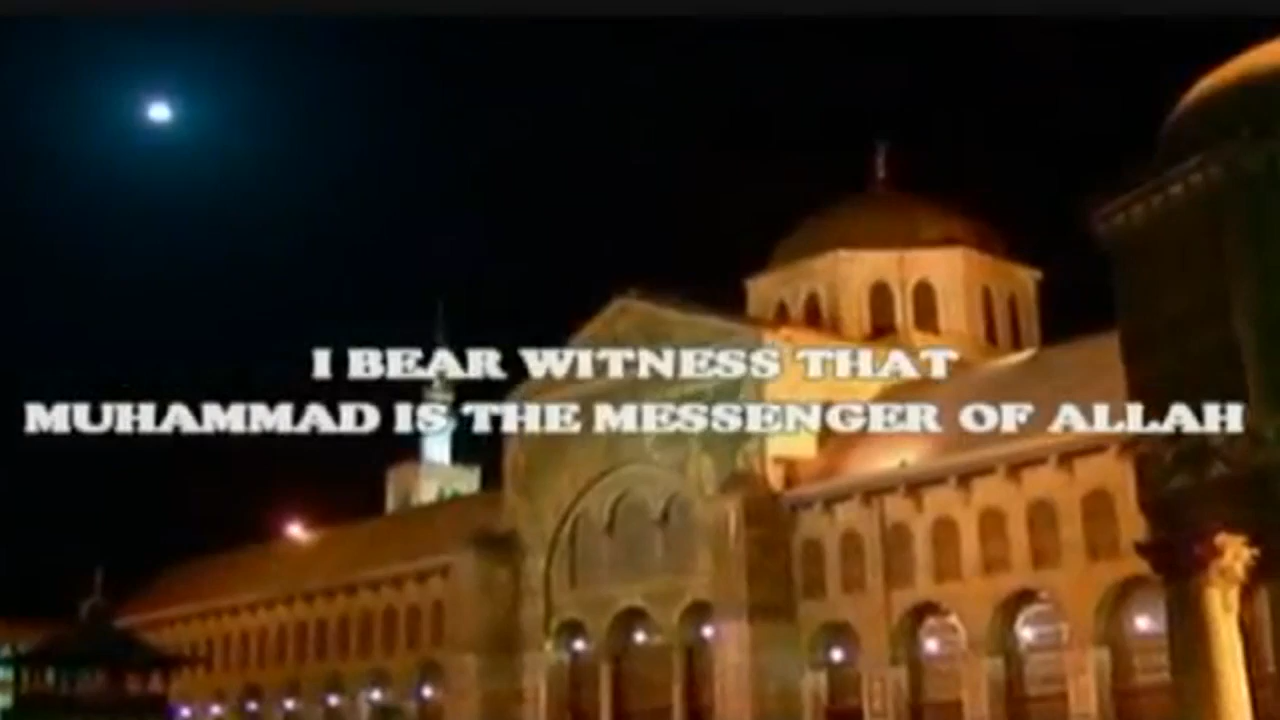 I BEAR WITNESS THAT
MUHAMMAD IS THE MESSENGER OF ALLAH